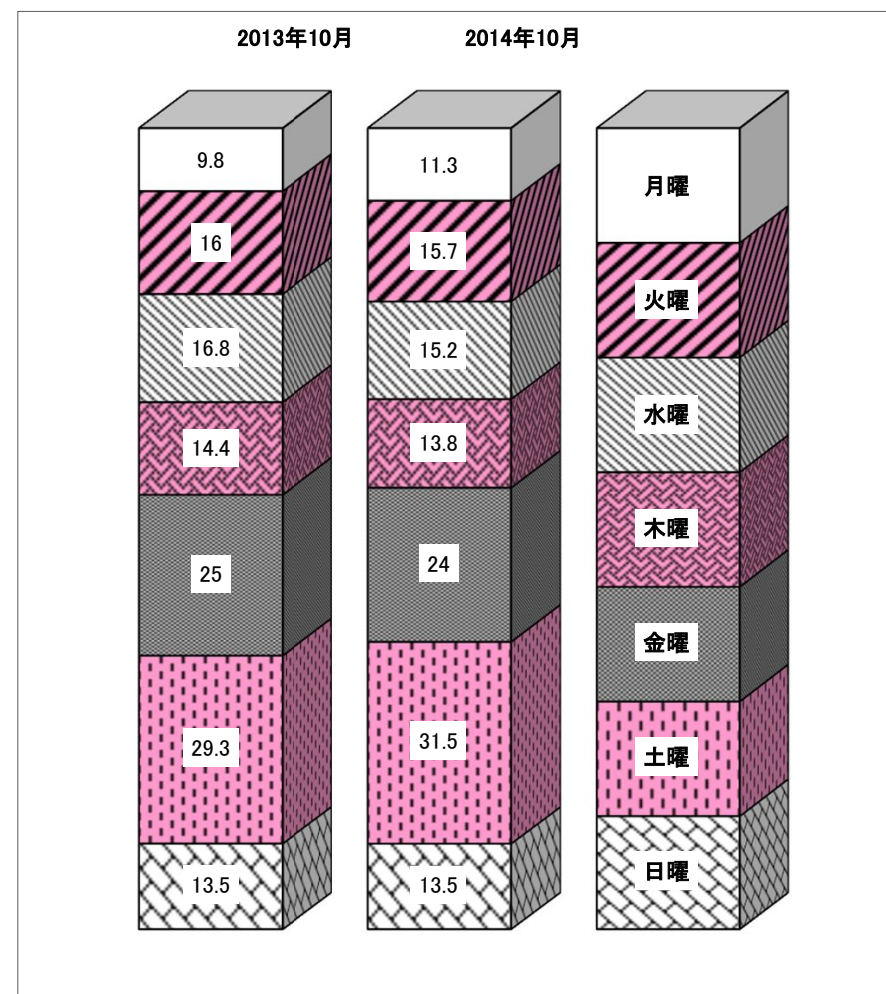 2013年10月 2014年10月
9.8 11.3 月曜
16 15.7 火曜
16.8 15.2 水曜
14.4 13.8 木曜
25 24 金曜
29.3 31.5 土曜
13.5 13.5 日曜